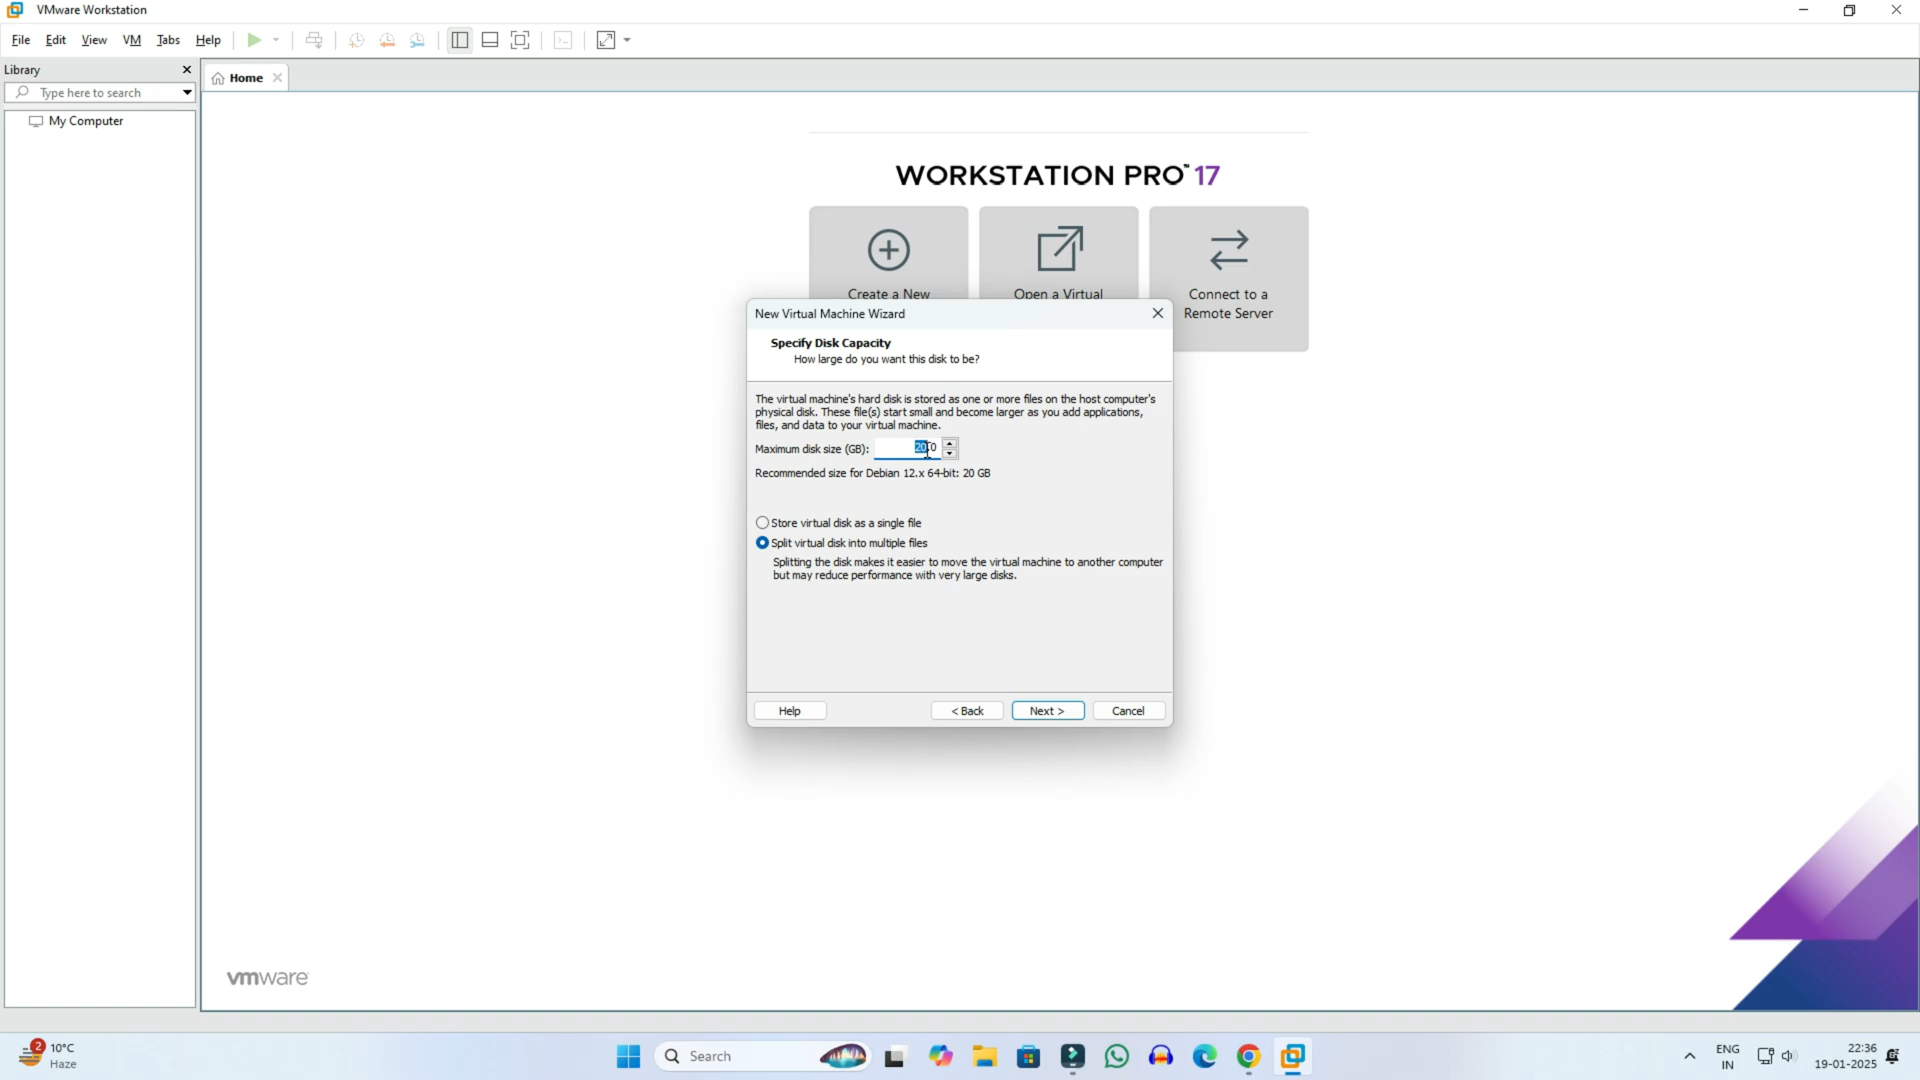 VMware Workstation
File Edit View VM Tabs Help
Library
Type here to search
My Computer
Home
WORKSTATION PRO™ 17
Create a New
Open a Virtual
Connect to a
Remote Server
New Virtual Machine Wizard
Specify Disk Capacity
How large do you want this disk to be?
The virtual machine's hard disk is stored as one or more files on the host computer's
physical disk. These file(s) start small and become larger as you add applications,
files, and data to your virtual machine.
Maximum disk size (GB): 20.0
Recommended size for Debian 12.x 64-bit: 20 GB
Store virtual disk as a single file
Split virtual disk into multiple files
Splitting the disk makes it easier to move the virtual machine to another computer
but may reduce performance with very large disks.
Help
< Back
Next >
Cancel
vmware
2
10°C
Haze
Search
ENG
IN
22:36
19-01-2025